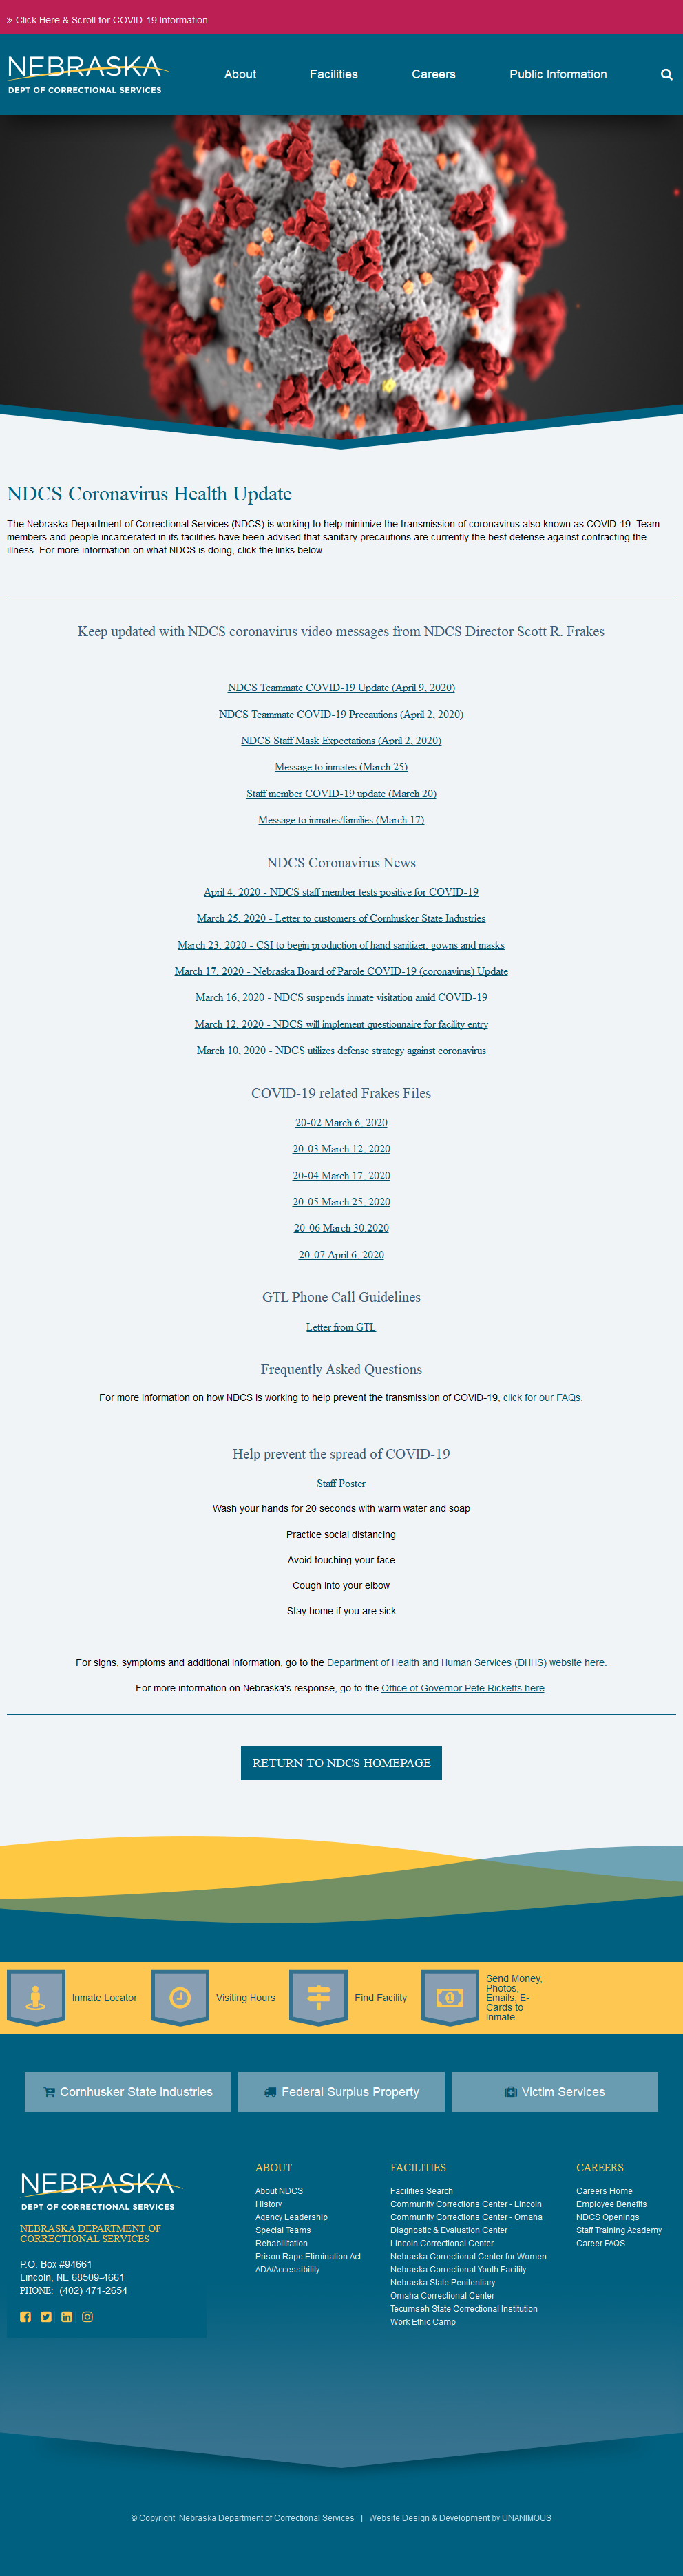 » Click Here & Scroll for COVID-19 Information
NEBRASKA
DEPT OF CORRECTIONAL SERVICES
About
Facilities
Careers
Public Information
NDCS Coronavirus Health Update
The Nebraska Department of Correctional Services (NDCS) is working to help minimize the transmission of coronavirus also known as COVID-19. Team
members and people incarcerated in its facilities have been advised that sanitary precautions are currently the best defense against contracting the
illness. For more information on what NDCS is doing, click the links below.
Keep updated with NDCS coronavirus video messages from NDCS Director Scott R. Frakes
NDCS Teammate COVID-19 Update (April 9, 2020)
NDCS Teammate COVID-19 Precautions (April 2, 2020)
NDCS Staff Mask Expectations (April 2, 2020)
Message to inmates (March 25)
Staff member COVID-19 update (March 20)
Message to inmates/families (March 17)
NDCS Coronavirus News
April 4, 2020 - NDCS staff member tests positive for COVID-19
March 25, 2020 - Letter to customers of Cornhusker State Industries
March 23, 2020 - CSI to begin production of hand sanitizer, gowns and masks
March 17, 2020 - Nebraska Board of Parole COVID-19 (coronavirus) Update
March 16, 2020 - NDCS suspends inmate visitation amid COVID-19
March 12, 2020 - NDCS will implement questionnaire for facility entry
March 10, 2020 - NDCS utilizes defense strategy against coronavirus
COVID-19 related Frakes Files
20-02 March 6, 2020
20-03 March 12, 2020
20-04 March 17, 2020
20-05 March 25, 2020
20-06 March 30,2020
20-07 April 6, 2020
GTL Phone Call Guidelines
Letter from GTL
Frequently Asked Questions
For more information on how NDCS is working to help prevent the transmission of COVID-19, click for our FAQs.
Help prevent the spread of COVID-19
Staff Poster
Wash your hands for 20 seconds with warm water and soap
Practice social distancing
Avoid touching your face
Cough into your elbow
Stay home if you are sick
For signs, symptoms and additional information, go to the Department of Health and Human Services (DHHS) website here.
For more information on Nebraska's response, go to the Office of Governor Pete Ricketts here.
RETURN TO NDCS HOMEPAGE
Inmate Locator
Visiting Hours
Find Facility
Send Money,
Photos,
Emails, E-
Cards to
Inmate
Cornhusker State Industries
Federal Surplus Property
Victim Services
NEBRASKA
DEPT OF CORRECTIONAL SERVICES
NEBRASKA DEPARTMENT OF
CORRECTIONAL SERVICES
P.O. Box #94661
Lincoln, NE 68509-4661
PHONE: (402) 471-2654
ABOUT
About NDCS
History
Agency Leadership
Special Teams
Rehabilitation
Prison Rape Elimination Act
ADA/Accessibility
FACILITIES
Facilities Search
Community Corrections Center - Lincoln
Community Corrections Center - Omaha
Diagnostic & Evaluation Center
Lincoln Correctional Center
Nebraska Correctional Center for Women
Nebraska Correctional Youth Facility
Nebraska State Penitentiary
Omaha Correctional Center
Tecumseh State Correctional Institution
Work Ethic Camp
CAREERS
Careers Home
Employee Benefits
NDCS Openings
Staff Training Academy
Career FAQS
© Copyright Nebraska Department of Correctional Services | Website Design & Development by UNANIMOUS